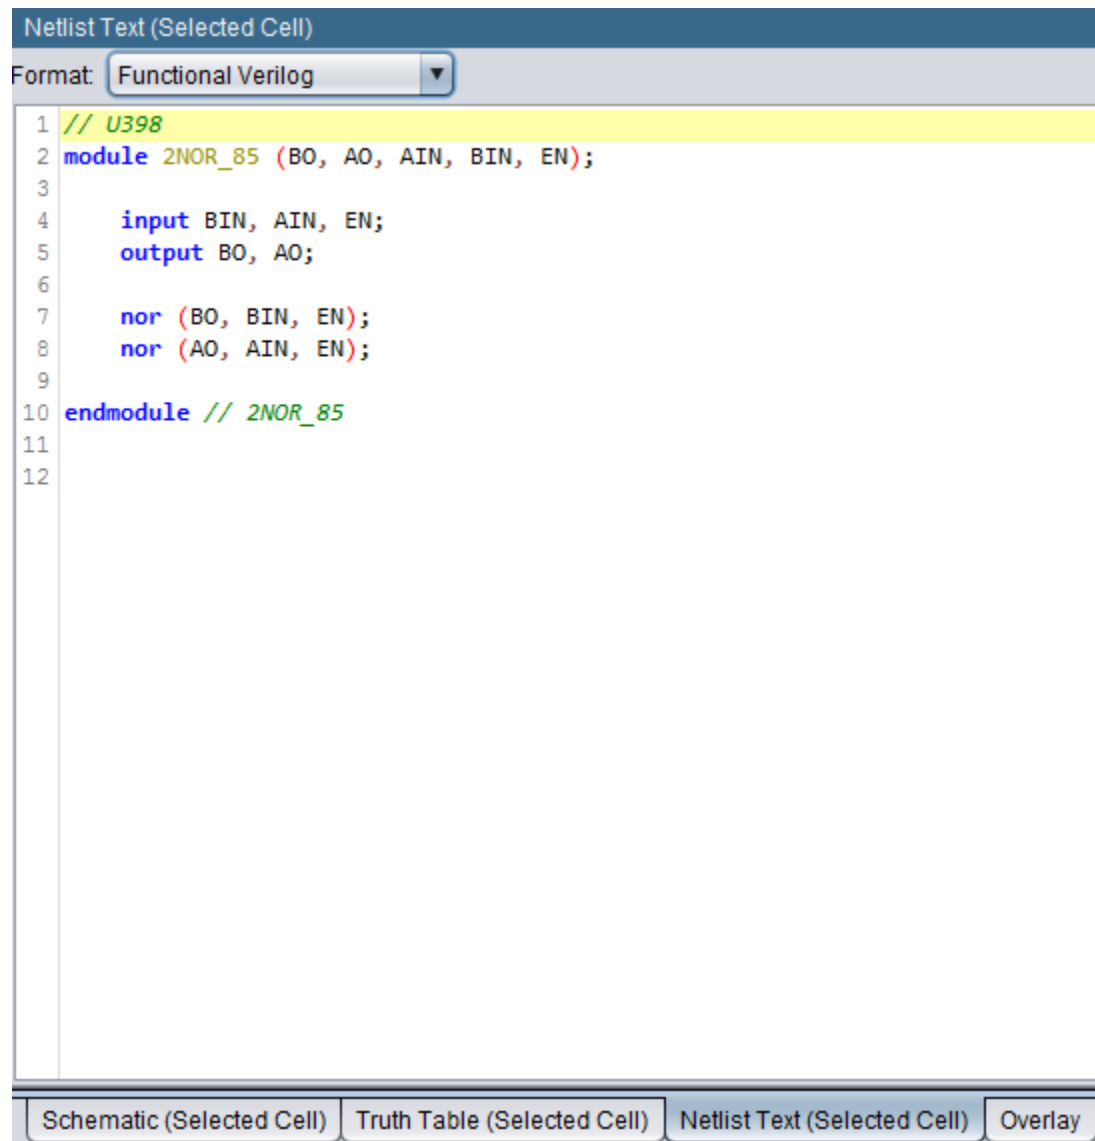 Netlist Text (Selected Cell)
Format: Functional Verilog
1 // U398
2 module 2NOR_85 (BO, AO, AIN, BIN, EN);
3
4     input BIN, AIN, EN;
5     output BO, AO;
6
7     nor (BO, BIN, EN);
8     nor (AO, AIN, EN);
9
10 endmodule // 2NOR_85
11
12
Schematic (Selected Cell) Truth Table (Selected Cell) Netlist Text (Selected Cell) Overlay